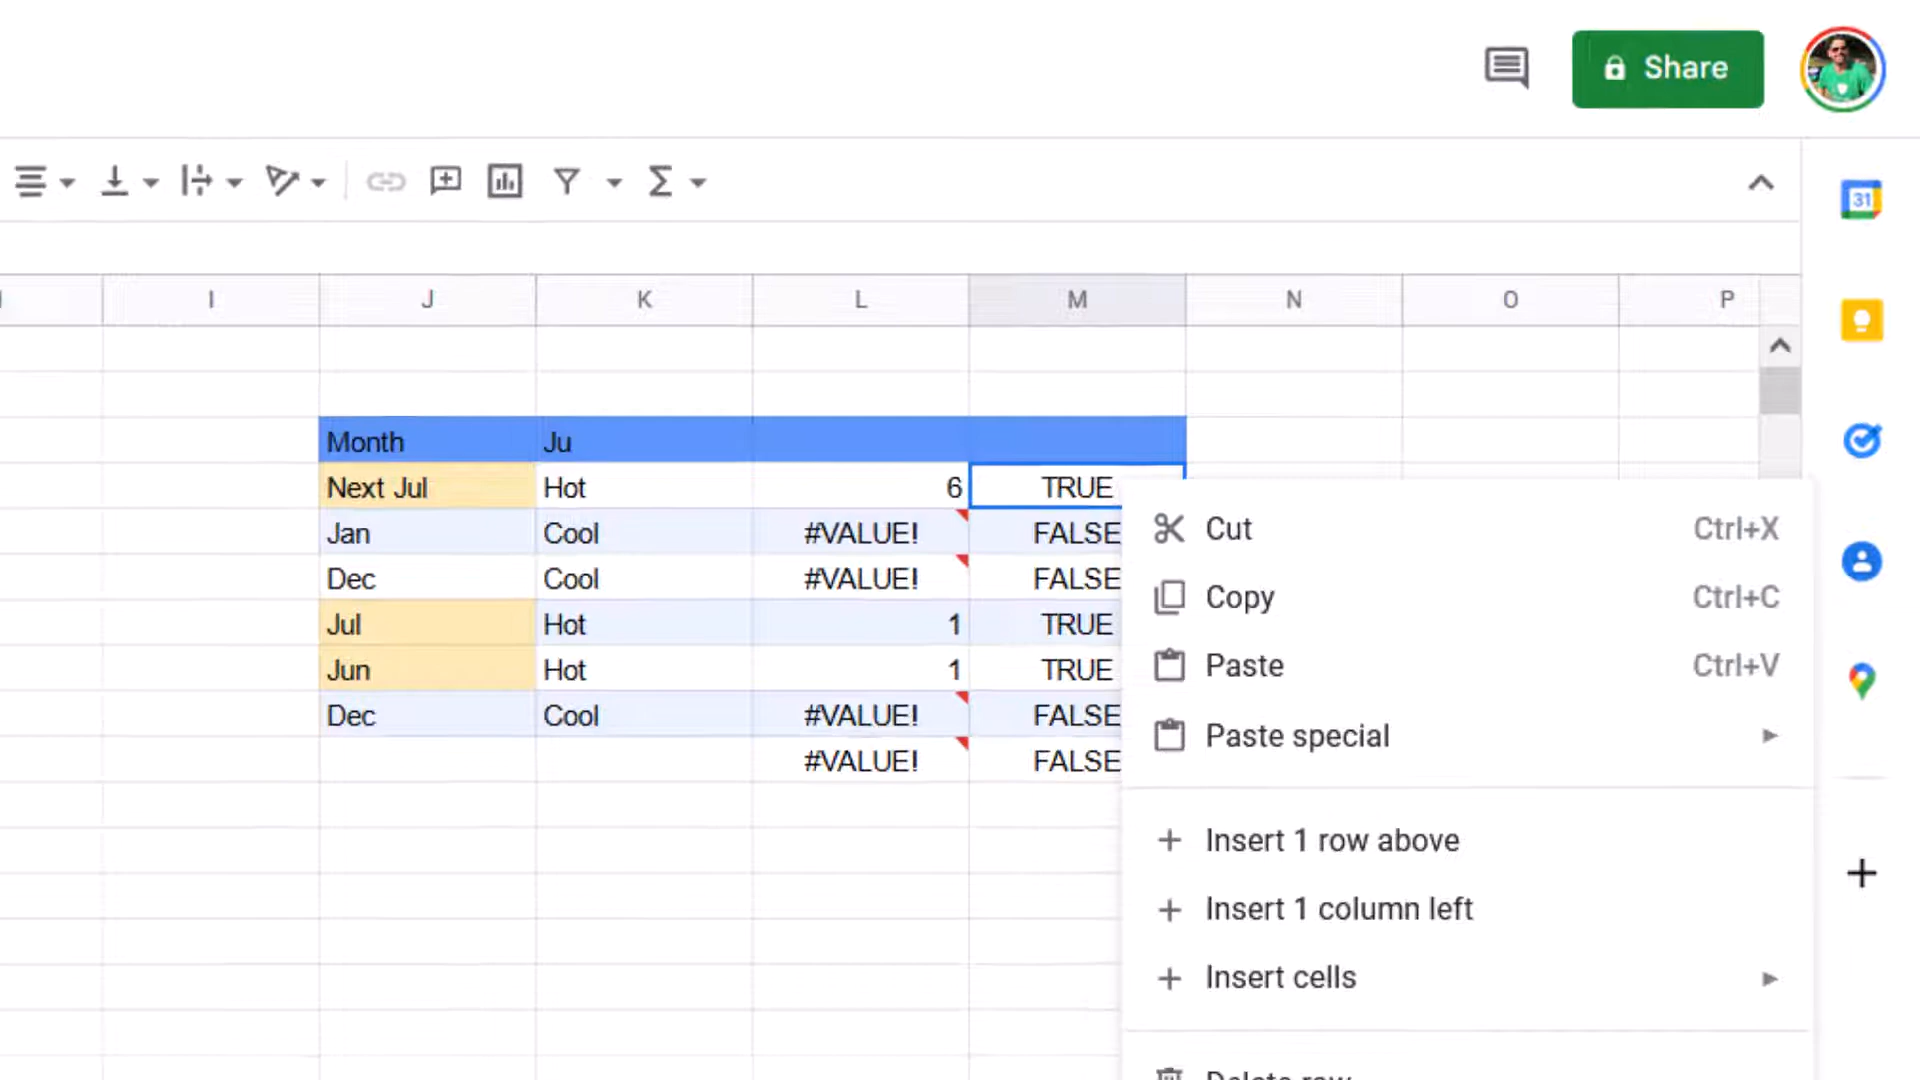 Share
31
I J K L M N O P
Month Ju
Next Jul Hot 6 TRUE
Jan Cool #VALUE! FALSE
Dec Cool #VALUE! FALSE
Jul Hot 1 TRUE
Jun Hot 1 TRUE
Dec Cool #VALUE! FALSE
#VALUE! FALSE
Cut Ctrl+X
Copy Ctrl+C
Paste Ctrl+V
Paste special
Insert 1 row above
Insert 1 column left
Insert cells
Delete row